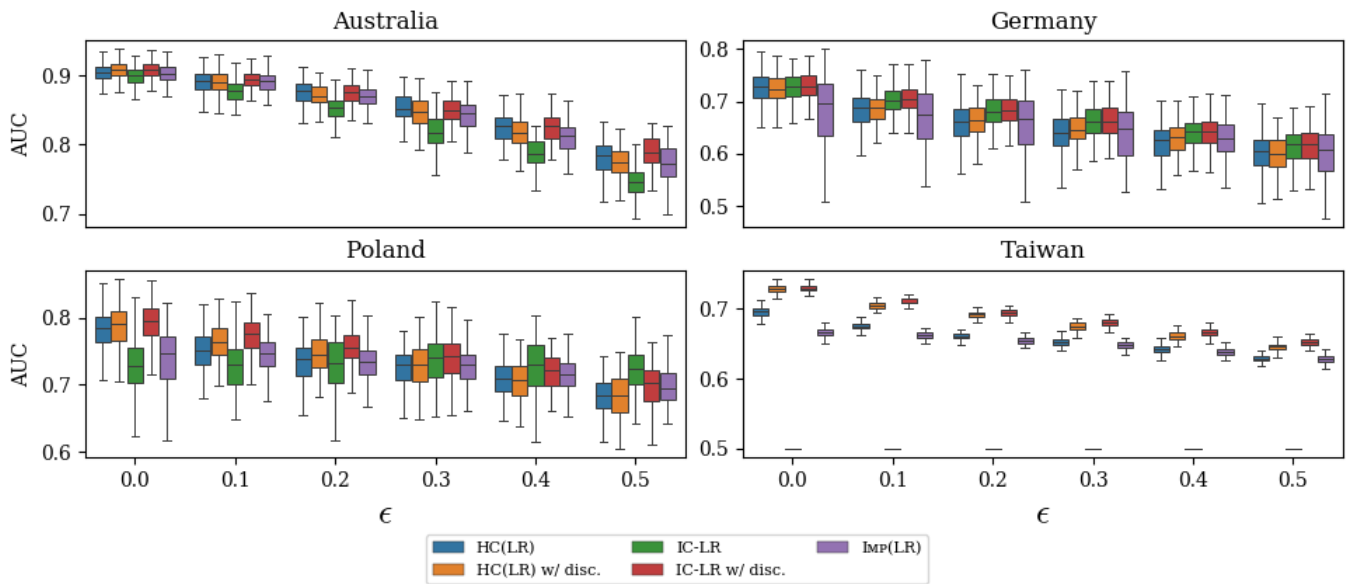 Australia
Germany
AUC
0.9
0.8
0.7
0.8
0.7
0.6
0.5
Poland
Taiwan
AUC
0.8
0.7
0.6
0.7
0.6
0.5
0.0 0.1 0.2 0.3 0.4 0.5
0.0 0.1 0.2 0.3 0.4 0.5
ϵ
ϵ
HC(LR)
HC(LR) w/ disc.
IC-LR
IC-LR w/ disc.
Imp(LR)